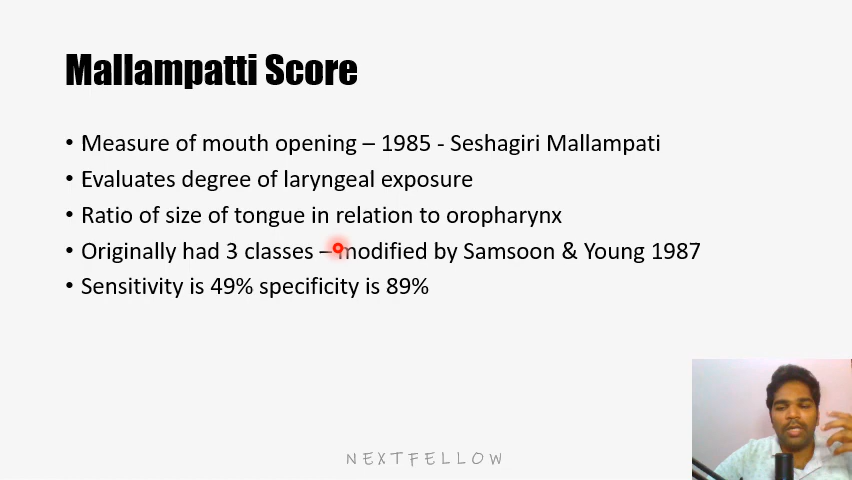 Mallampatti Score
• Measure of mouth opening – 1985 - Seshagiri Mallampati
• Evaluates degree of laryngeal exposure
• Ratio of size of tongue in relation to oropharynx
• Originally had 3 classes – modified by Samsoon & Young 1987
• Sensitivity is 49% specificity is 89%
NEXTFELLOW